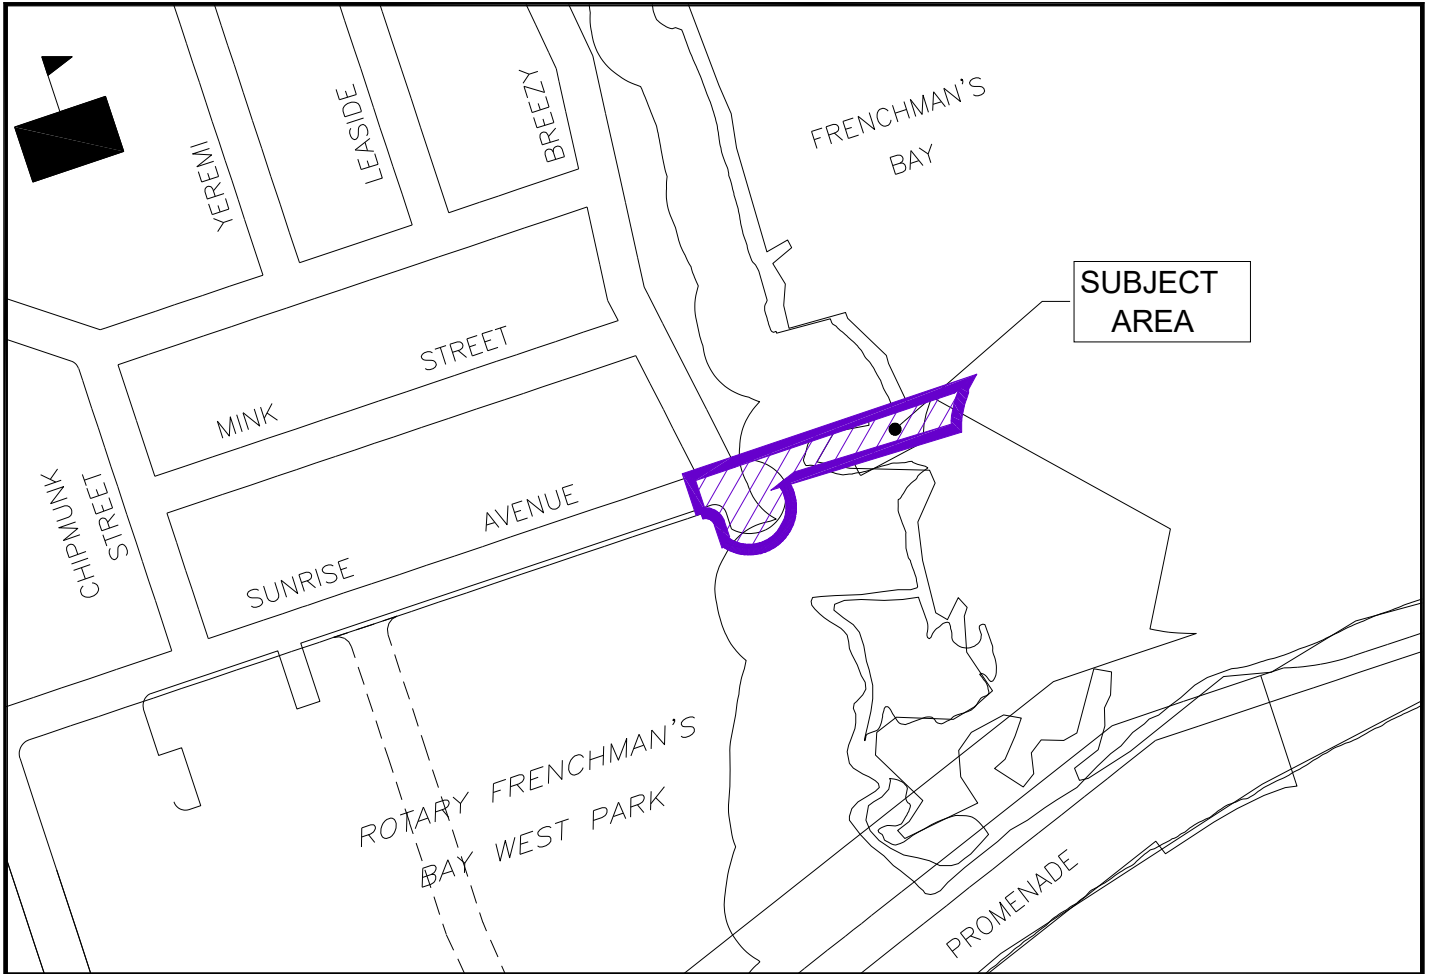 YEREMI
LEASIDE
BREEZY
FRENCHMAN'S
BAY
SUBJECT
AREA
MINK STREET
CHIPMUNK
STREET
SUNRISE AVENUE
ROTARY FRENCHMAN'S
BAY WEST PARK
PROMENADE